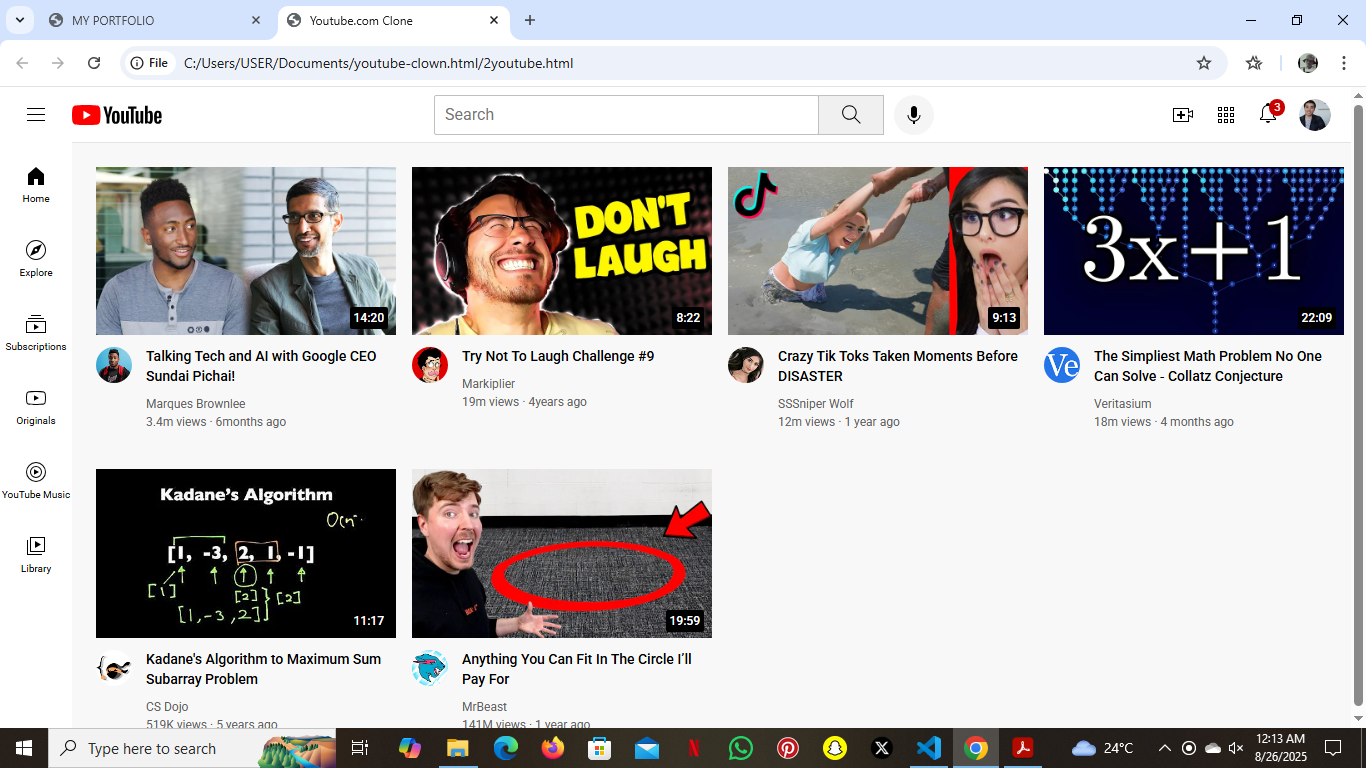 MY PORTFOLIO
Youtube.com Clone
File
C:/Users/USER/Documents/youtube-clown.html/2youtube.html
YouTube
Search
3
Home
Explore
Subscriptions
Originals
YouTube Music
Library
14:20
Talking Tech and AI with Google CEO
Sundai Pichai!
Marques Brownlee
3.4m views · 6months ago
DON'T
LAUGH
8:22
Try Not To Laugh Challenge #9
Markiplier
19m views · 4years ago
9:13
Crazy Tik Toks Taken Moments Before
DISASTER
SSSniper Wolf
12m views · 1 year ago
3x+1
22:09
Ve
The Simpliest Math Problem No One
Can Solve - Collatz Conjecture
Veritasium
18m views · 4 months ago
Kadane's Algorithm
[1, -3, 2, 1, -1]
[1]
[2]
[2]
[1, -3, 2]
11:17
Kadane's Algorithm to Maximum Sum
Subarray Problem
CS Dojo
519K views · 5 years ago
19:59
Anything You Can Fit In The Circle I’ll
Pay For
MrBeast
141M views · 1 year ago
Type here to search
24°C
12:13 AM
8/26/2025